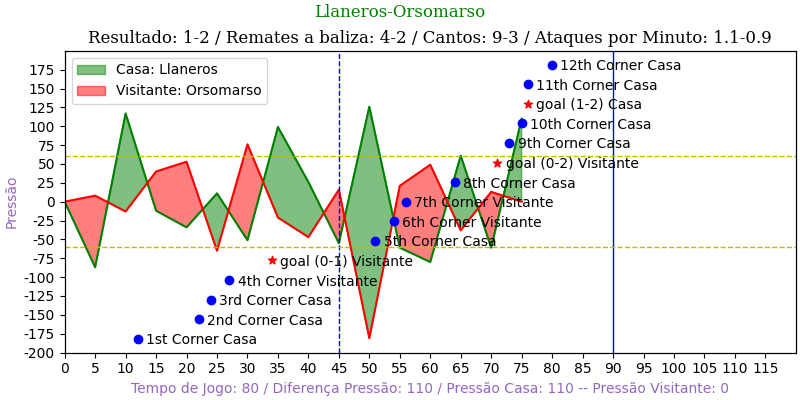 Llaneros-Orsomarso
Resultado: 1-2 / Remates a baliza: 4-2 / Cantos: 9-3 / Ataques por Minuto: 1.1-0.9
Casa: Llaneros
Visitante: Orsomarso
12th Corner Casa
11th Corner Casa
goal (1-2) Casa
10th Corner Casa
9th Corner Casa
goal (0-2) Visitante
8th Corner Casa
7th Corner Visitante
6th Corner Visitante
5th Corner Casa
goal (0-1) Visitante
4th Corner Visitante
3rd Corner Casa
2nd Corner Casa
1st Corner Casa
Pressão
175
150
125
100
75
50
25
0
-25
-50
-75
-100
-125
-150
-175
-200
0 5 10 15 20 25 30 35 40 45 50 55 60 65 70 75 80 85 90 95 100 105 110 115
Tempo de Jogo: 80 / Diferença Pressão: 110 / Pressão Casa: 110 -- Pressão Visitante: 0